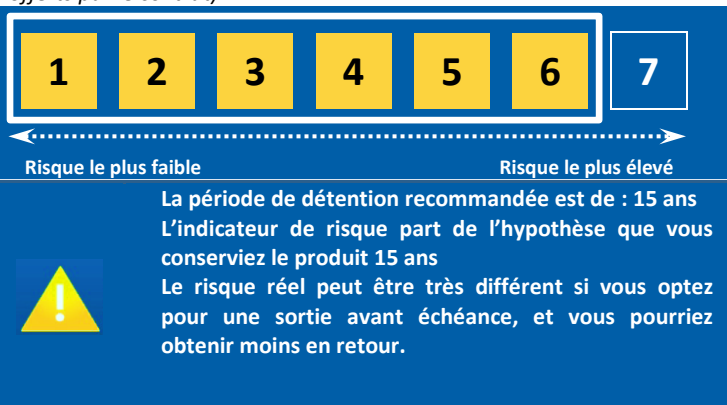 1 2 3 4 5 6 7
Risque le plus faible Risque le plus élevé
La période de détention recommandée est de : 15 ans
L'indicateur de risque part de l'hypothèse que vous
conserviez le produit 15 ans
Le risque réel peut être très différent si vous optez
pour une sortie avant échéance, et vous pourriez
obtenir moins en retour.